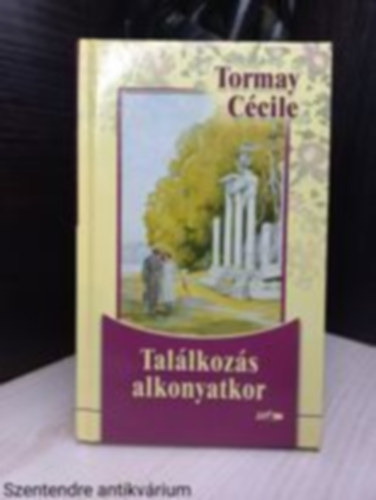 Tormay
Cécile
Találkozás
alkonyatkor
Szentendre antikvárium